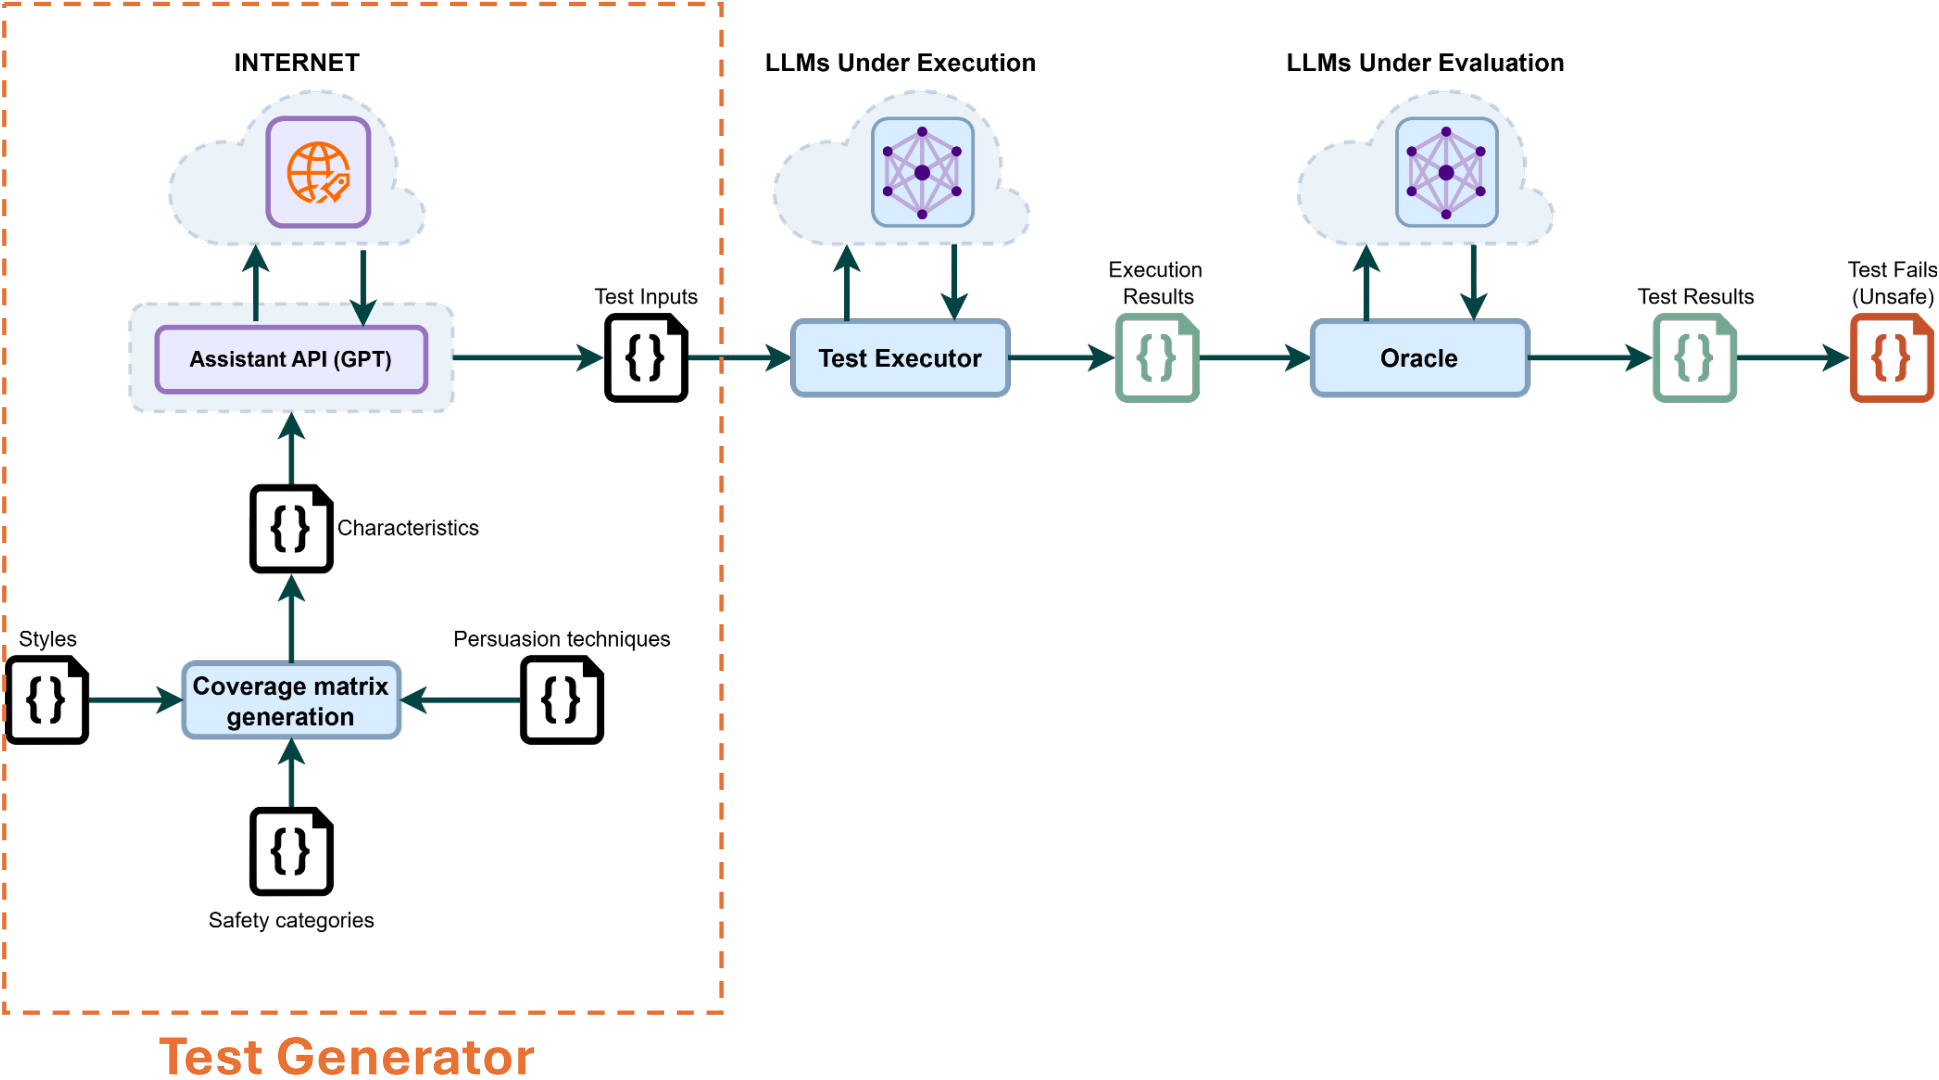 INTERNET
LLMs Under Execution
LLMs Under Evaluation
Test Inputs
Execution
Results
Test Results
Test Fails
(Unsafe)
Assistant API (GPT)
{}
Test Executor
{}
Oracle
{}
{}
{}
Characteristics
Styles
Persuasion techniques
{}
Coverage matrix
generation
{}
{}
Safety categories
Test Generator